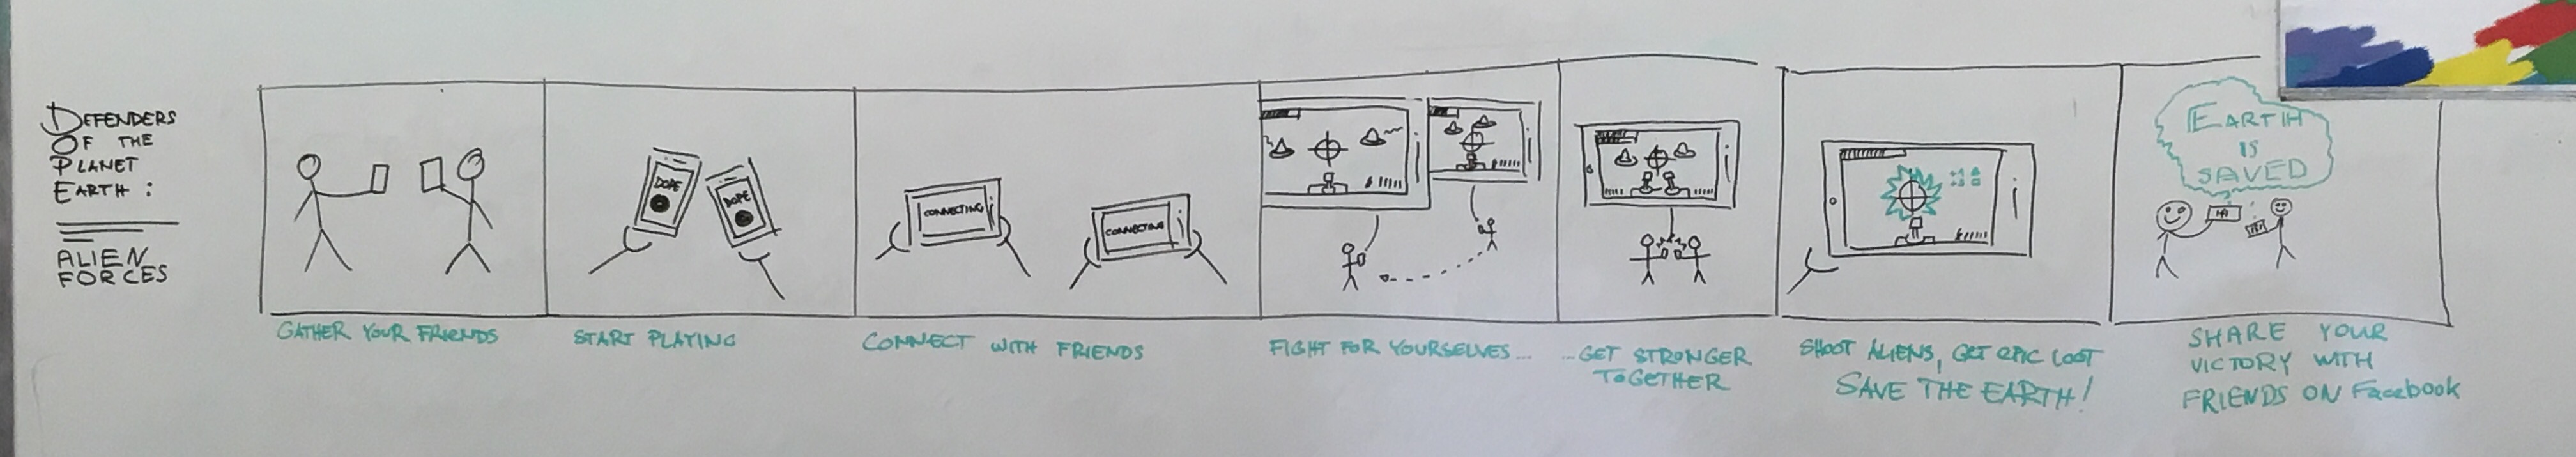 DEFENDERS
OF THE
PLANET
EARTH:
ALIEN
FORCES
DOPE
DOPE
CONNECTING
CONNECTING
EARTH
IS
SAVED
GATHER YOUR FRIENDS
START PLAYING
CONNECT WITH FRIENDS
FIGHT FOR YOURSELVES...
...GET STRONGER
TOGETHER
SHOOT ALIENS, GET EPIC LOOT
SAVE THE EARTH!
SHARE YOUR
VICTORY WITH
FRIENDS ON Facebook